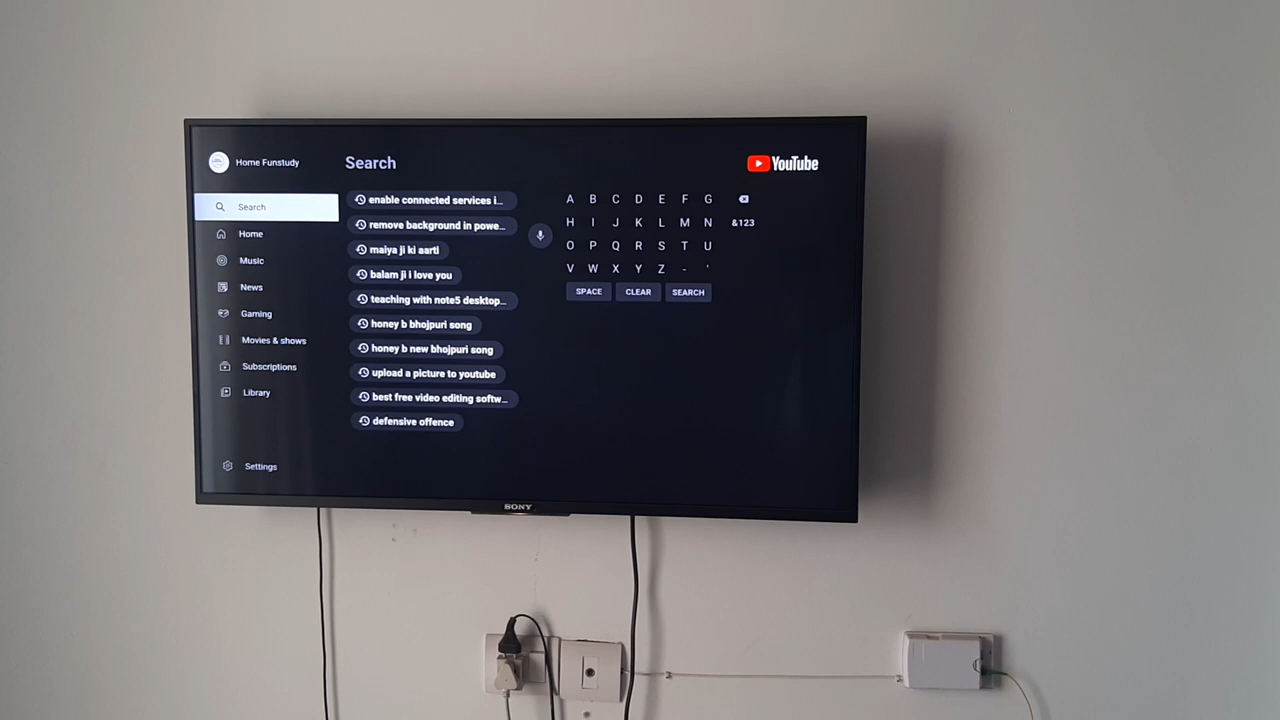 Home Funstudy
Search
YouTube
Search
Home
Music
News
Gaming
Movies & shows
Subscriptions
Library
Settings
enable connected services i...
remove background in powe...
maiya ji ki aarti
balam ji i love you
teaching with note5 desktop...
honey b bhojpuri song
honey b new bhojpuri song
upload a picture to youtube
best free video editing softw...
defensive offence
A B C D E F G
H I J K L M N &123
O P Q R S T U
V W X Y Z - '
SPACE CLEAR SEARCH
SONY